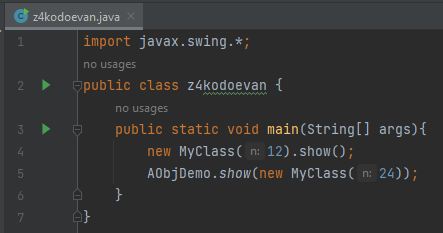 z4kodoevan.java
1 import javax.swing.*;
no usages
2 public class z4kodoevan {
no usages
3 public static void main(String[] args){
4 new MyClass( n: 12).show();
5 AObjDemo.show(new MyClass( n: 24));
6 }
7 }